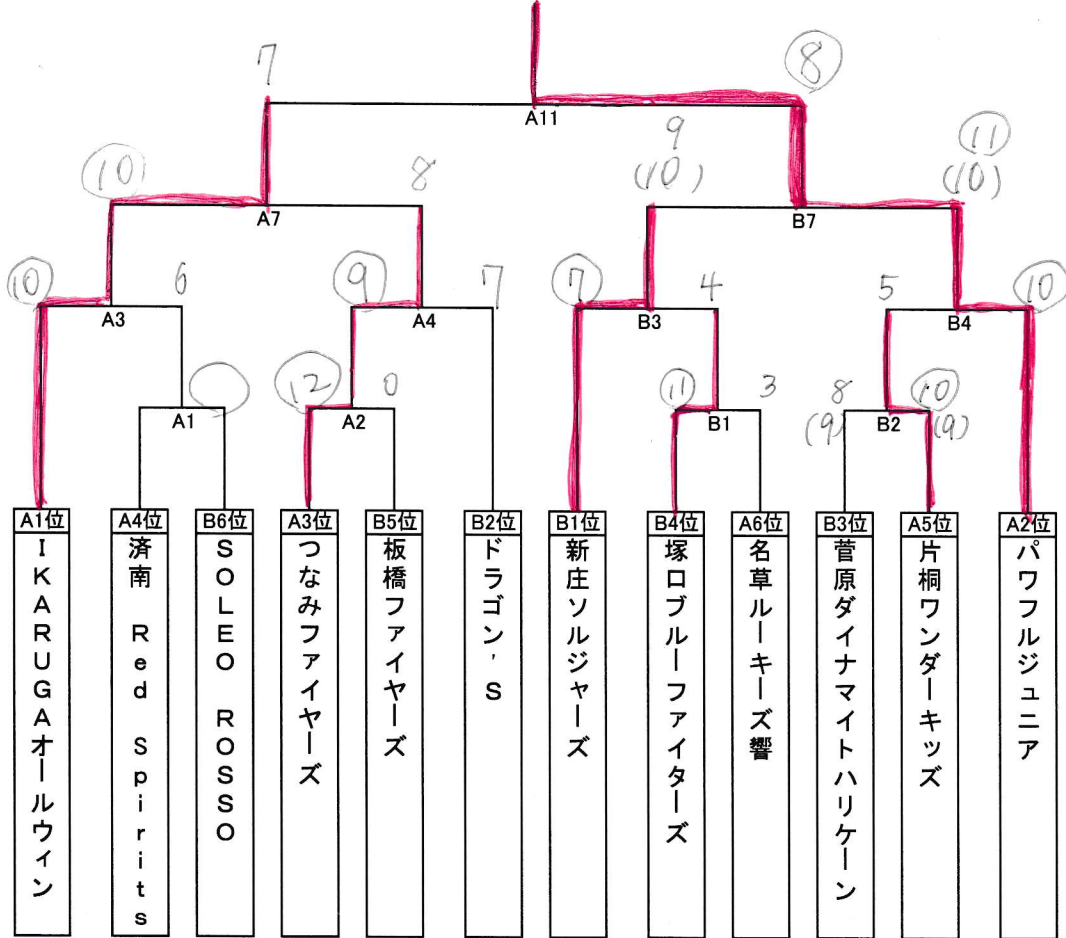 7 ⑧
A11
⑩ 8 9 ⑪
(10) (10)
A7 B7
⑩ 6 ⑨ 7 ⑦ 4 5 ⑩
A3 A4 B3 B4
⑫ 0 ⑪ 3 8 ⑩
(9) (9)
A1 A2 B1 B2
A1位 A4位 B6位 A3位 B5位 B2位 B1位 B4位 A6位 B3位 A5位 A2位
IKARUGAオールウィン
済南 Red Spirits
SOLEO ROSSO
つなみファイヤーズ
板橋ファイヤーズ
ドラゴン'S
新庄ソルジャーズ
塚口ブルーファイターズ
名草ルーキーズ響
菅原ダイナマイトハリケーン
片桐ワンダーキッズ
パワフルジュニア